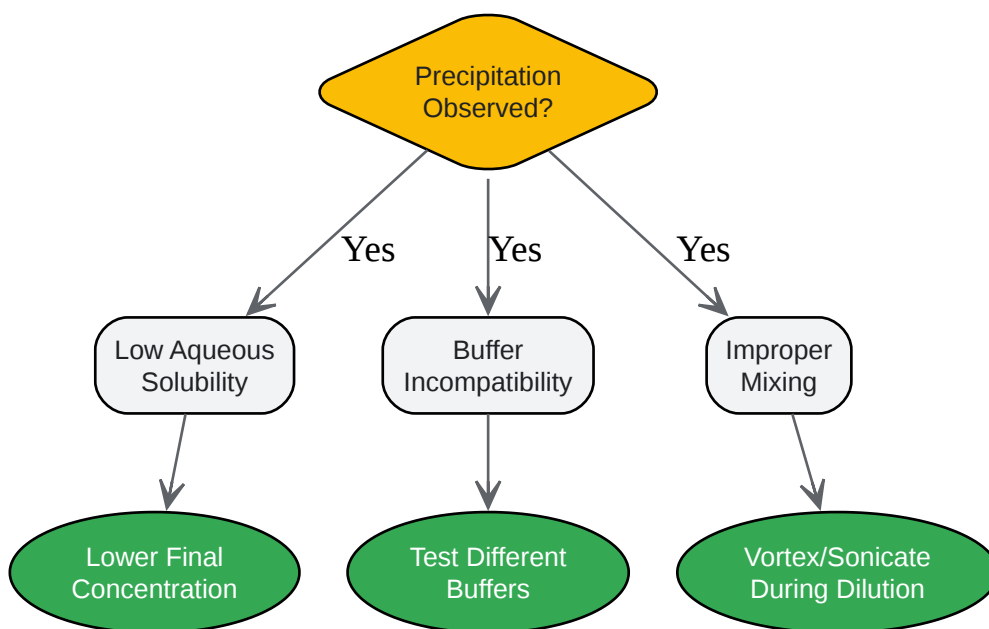 Precipitation
Observed?
Yes
Yes
Yes
Low Aqueous
Solubility
Buffer
Incompatibility
Improper
Mixing
Lower Final
Concentration
Test Different
Buffers
Vortex/Sonicate
During Dilution